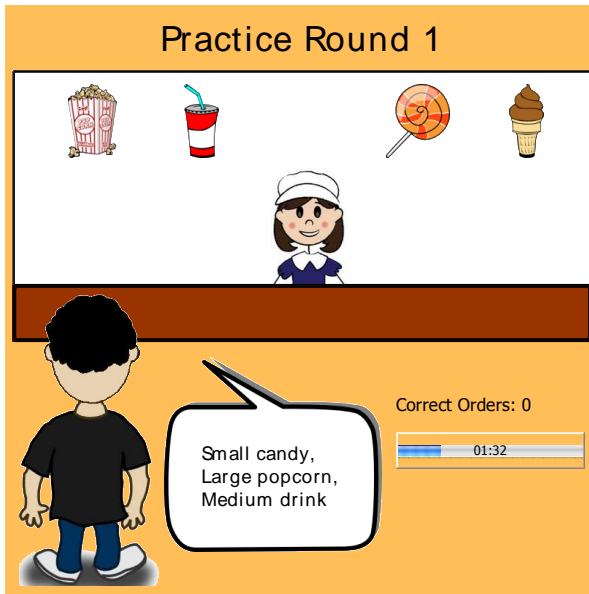 Practice Round 1
Small candy,
Large popcorn,
Medium drink
Correct Orders: 0
01:32